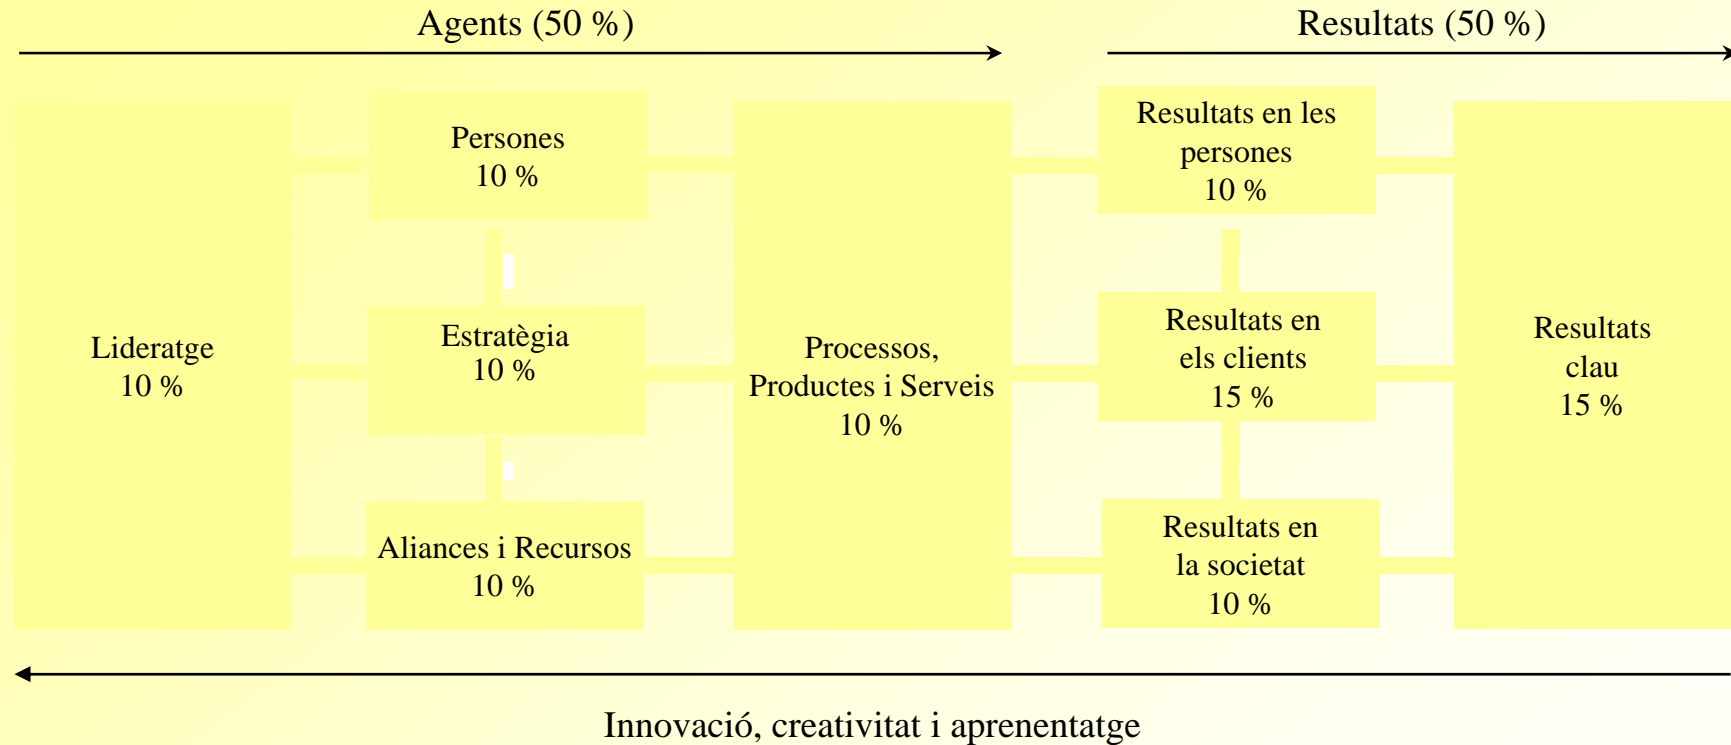 Agents (50 %)
Resultats (50 %)
Lideratge
10 %
Persones
10 %
Estratègia
10 %
Aliances i Recursos
10 %
Processos,
Productes i Serveis
10 %
Resultats en les
persones
10 %
Resultats en
els clients
15 %
Resultats en
la societat
10 %
Resultats
clau
15 %
Innovació, creativitat i aprenentatge